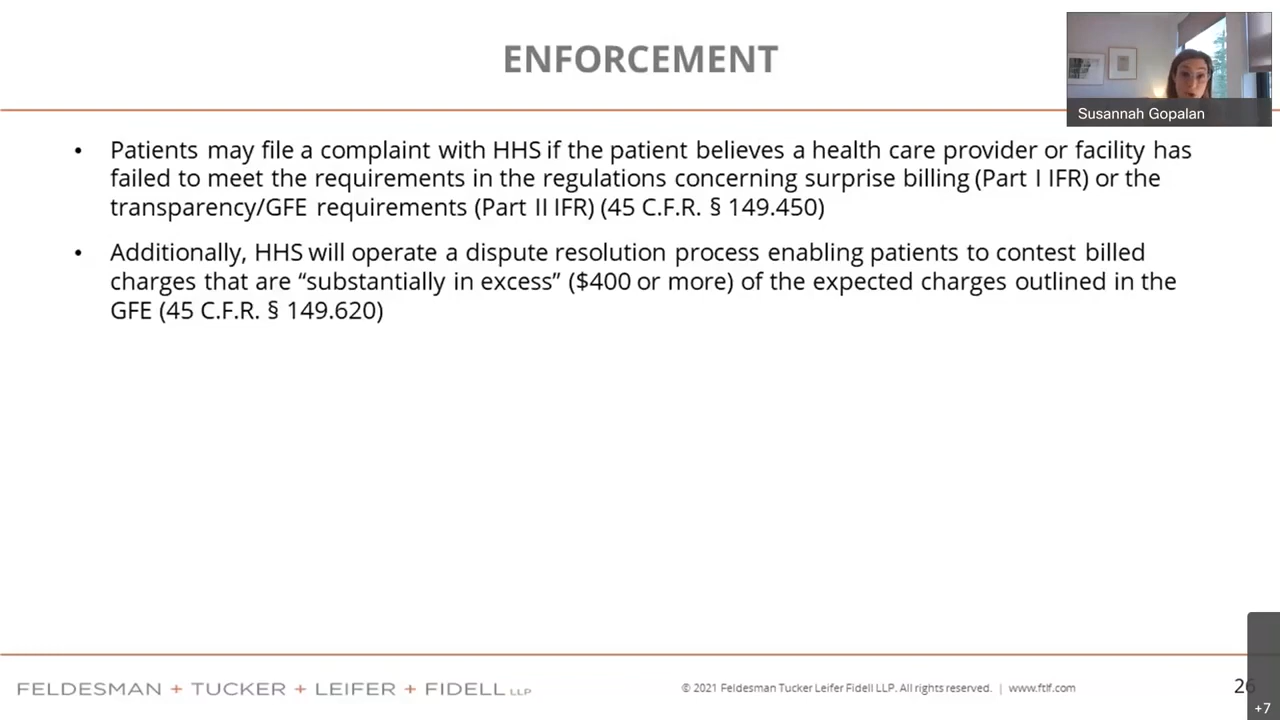 ENFORCEMENT
Susannah Gopalan
• Patients may file a complaint with HHS if the patient believes a health care provider or facility has
failed to meet the requirements in the regulations concerning surprise billing (Part I IFR) or the
transparency/GFE requirements (Part II IFR) (45 C.F.R. § 149.450)
• Additionally, HHS will operate a dispute resolution process enabling patients to contest billed
charges that are “substantially in excess” ($400 or more) of the expected charges outlined in the
GFE (45 C.F.R. § 149.620)
FELDESMAN + TUCKER + LEIFER + FIDELL LLP
© 2021 Feldesman Tucker Leifer Fidell LLP. All rights reserved. | www.ftlf.com
26
+7